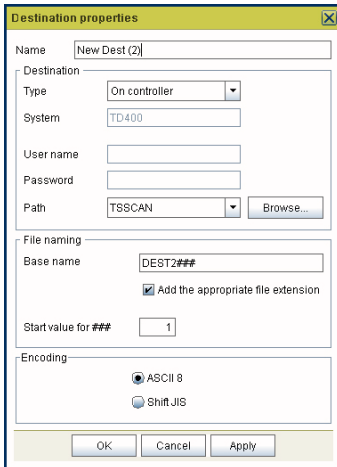 Destination properties
Name New Dest (2)
Destination
Type On controller
System TD400
User name
Password
Path TSSCAN Browse...
File naming
Base name DEST2###
Add the appropriate file extension
Start value for ### 1
Encoding
ASCII 8
Shift JIS
OK Cancel Apply